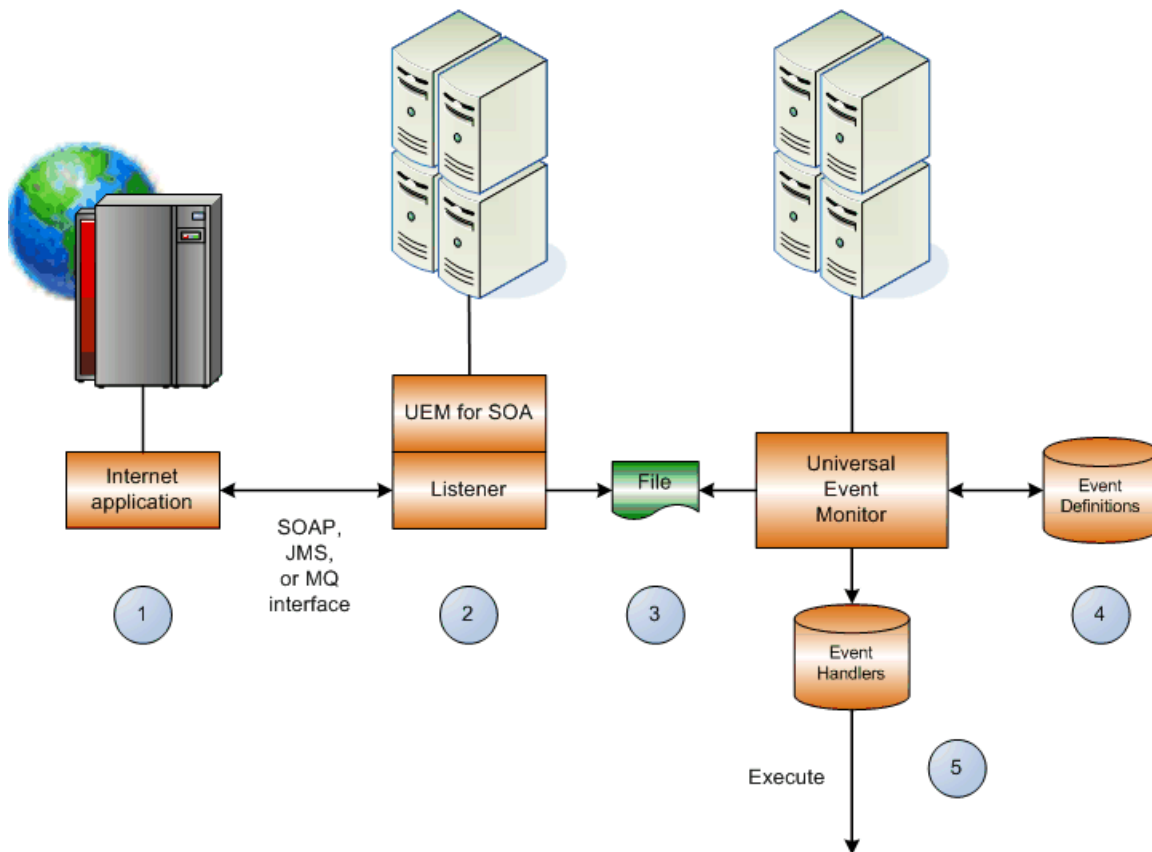 UEM for SOA
Internet
application
Listener
File
Universal
Event
Monitor
Event
Definitions
SOAP,
JMS,
or MQ
interface
1
2
3
4
Event
Handlers
Execute
5